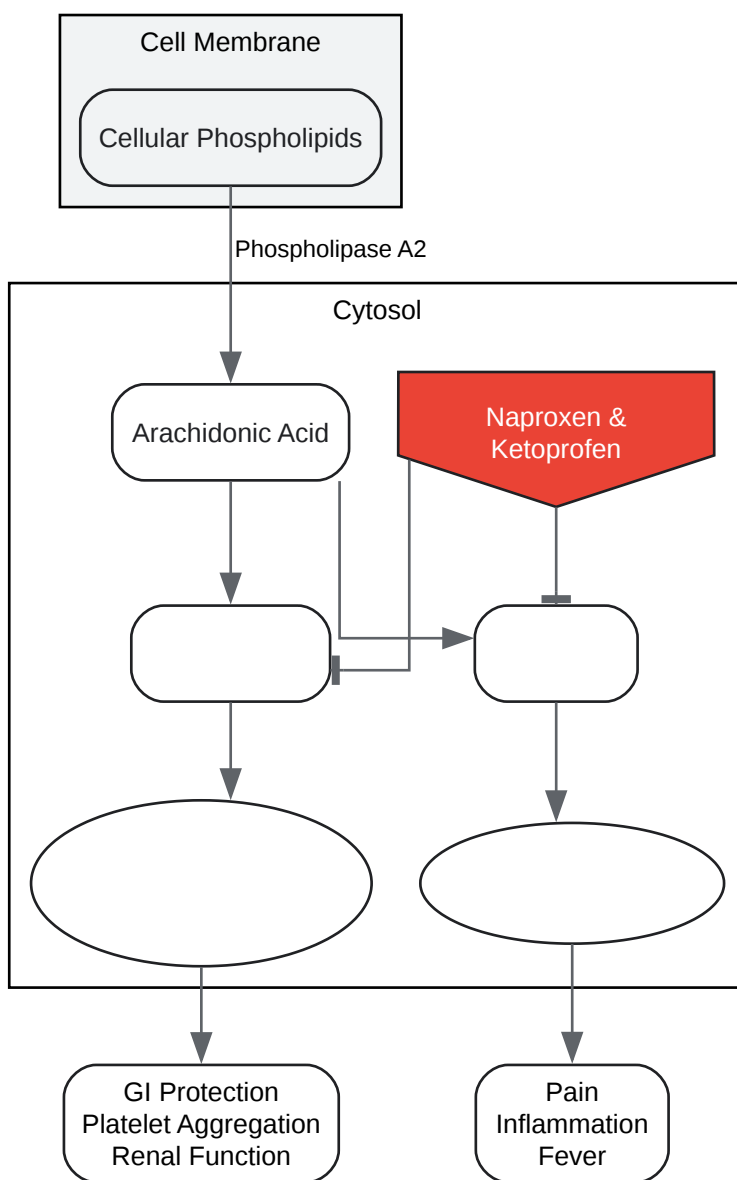 Cell Membrane
Cellular Phospholipids
Phospholipase A2
Cytosol
Arachidonic Acid
Naproxen &
Ketoprofen
GI Protection
Platelet Aggregation
Renal Function
Pain
Inflammation
Fever